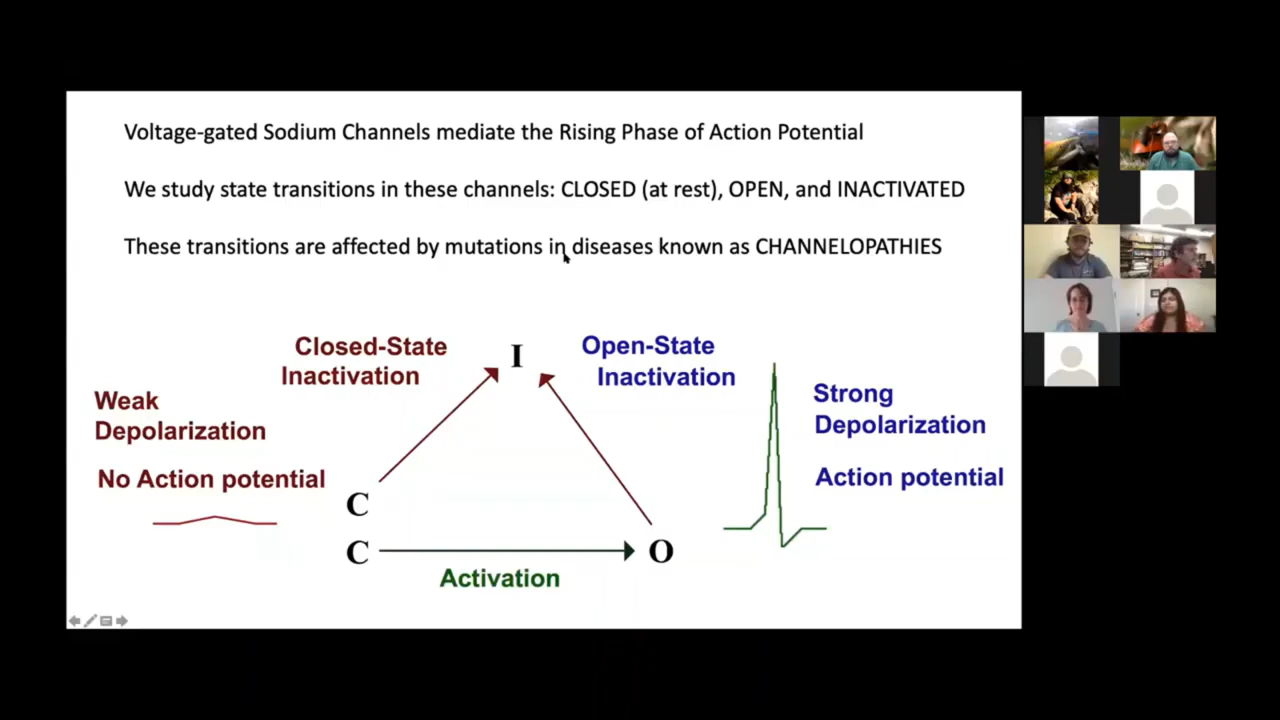 Voltage-gated Sodium Channels mediate the Rising Phase of Action Potential
We study state transitions in these channels: CLOSED (at rest), OPEN, and INACTIVATED
These transitions are affected by mutations in diseases known as CHANNELOPATHIES
Closed-State
Inactivation
I
Open-State
Inactivation
Weak
Depolarization
No Action potential
Strong
Depolarization
Action potential
C
C
O
Activation